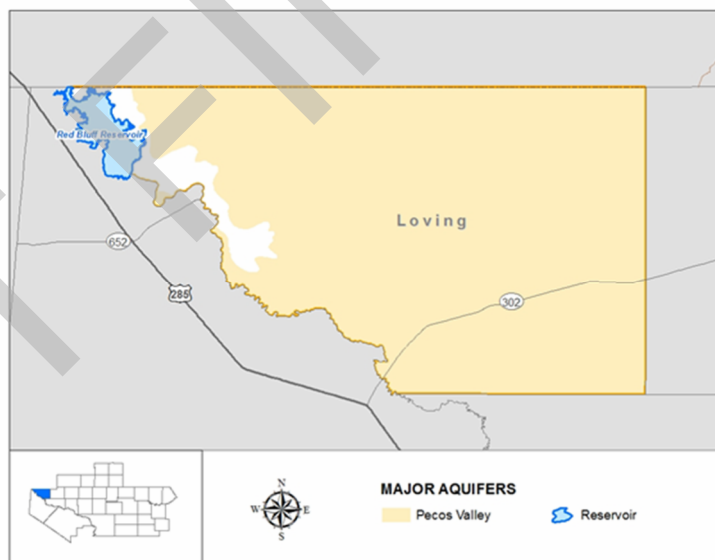 Red Bluff Reservoir
Loving
652
285
302
N
W E
S
MAJOR AQUIFERS
Pecos Valley
Reservoir